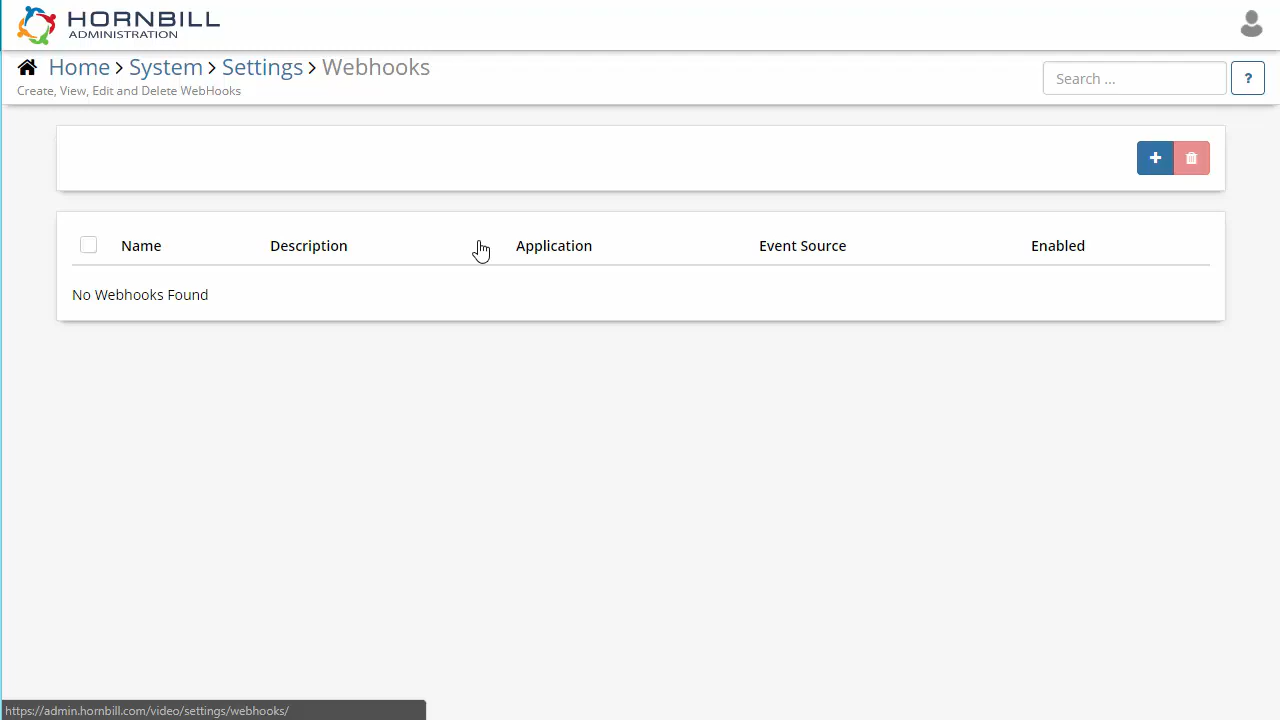 HORNBILL
ADMINISTRATION
Home > System > Settings > Webhooks
Create, View, Edit and Delete WebHooks
Search ...
?
Name Description Application Event Source Enabled
No Webhooks Found
https://admin.hornbill.com/video/settings/webhooks/